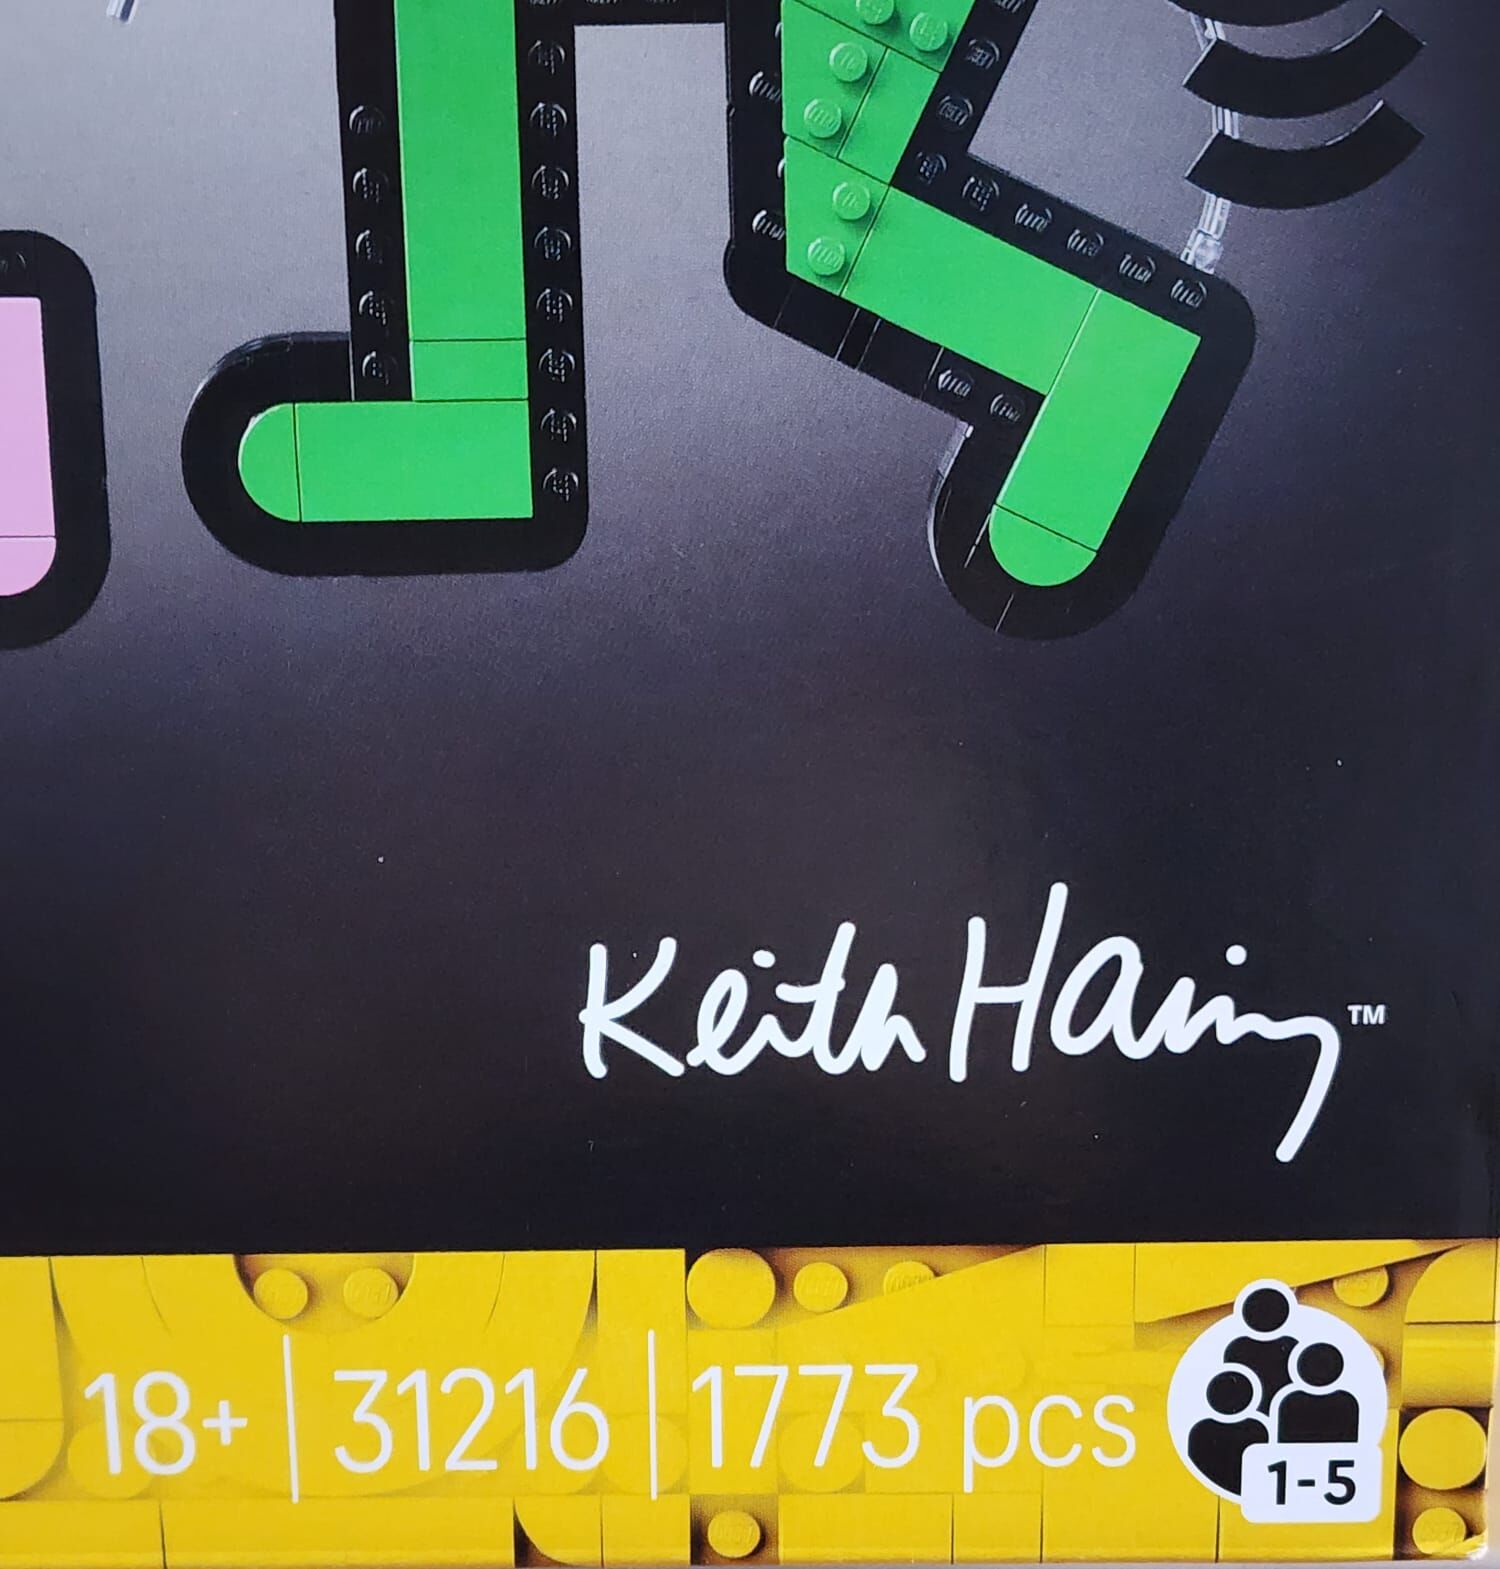 Keith Haring™
18+ | 31216 | 1773 pcs
1-5